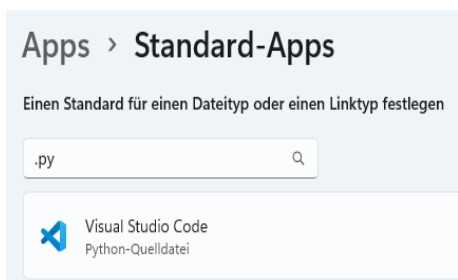 Apps > Standard-Apps
Einen Standard für einen Dateityp oder einen Linktyp festlegen
.py
Visual Studio Code
Python-Quelldatei